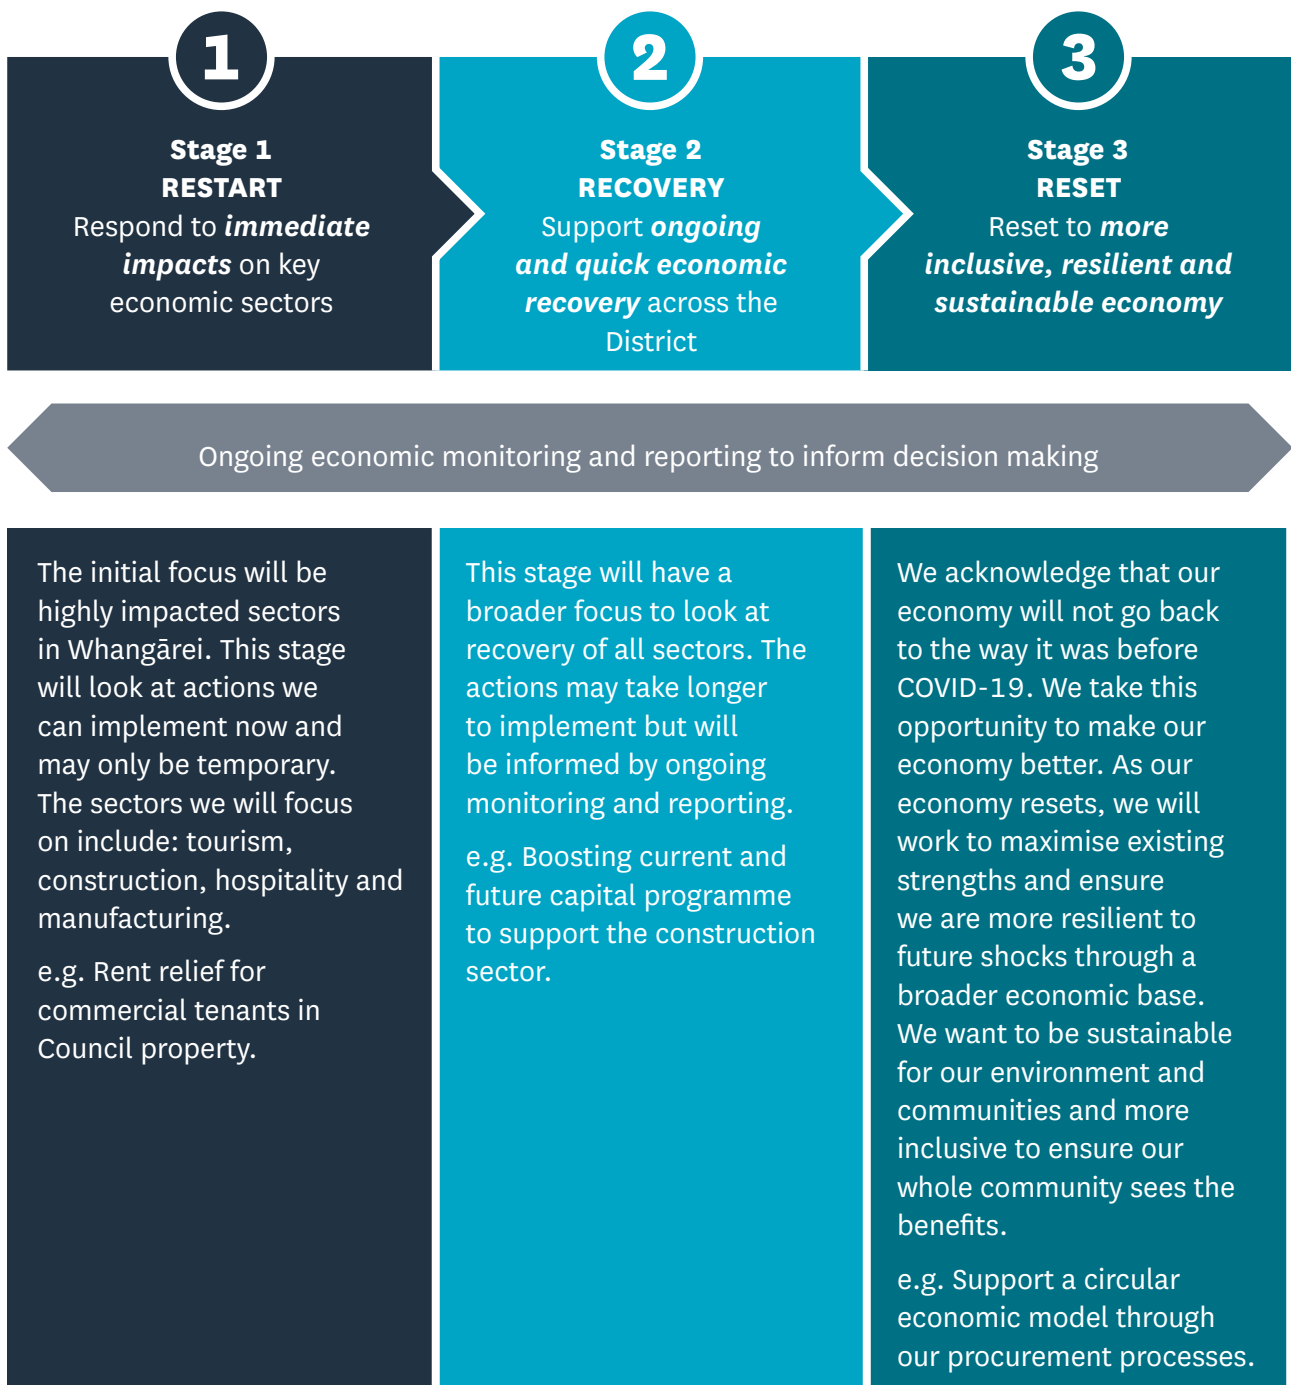 1
Stage 1
RESTART
Respond to immediate
impacts on key
economic sectors
2
Stage 2
RECOVERY
Support ongoing
and quick economic
recovery across the
District
3
Stage 3
RESET
Reset to more
inclusive, resilient and
sustainable economy
Ongoing economic monitoring and reporting to inform decision making
The initial focus will be
highly impacted sectors
in Whangārei. This stage
will look at actions we
can implement now and
may only be temporary.
The sectors we will focus
on include: tourism,
construction, hospitality and
manufacturing.
e.g. Rent relief for
commercial tenants in
Council property.
This stage will have a
broader focus to look at
recovery of all sectors. The
actions may take longer
to implement but will
be informed by ongoing
monitoring and reporting.
e.g. Boosting current and
future capital programme
to support the construction
sector.
We acknowledge that our
economy will not go back
to the way it was before
COVID-19. We take this
opportunity to make our
economy better. As our
economy resets, we will
work to maximise existing
strengths and ensure
we are more resilient to
future shocks through a
broader economic base.
We want to be sustainable
for our environment and
communities and more
inclusive to ensure our
whole community sees the
benefits.
e.g. Support a circular
economic model through
our procurement processes.